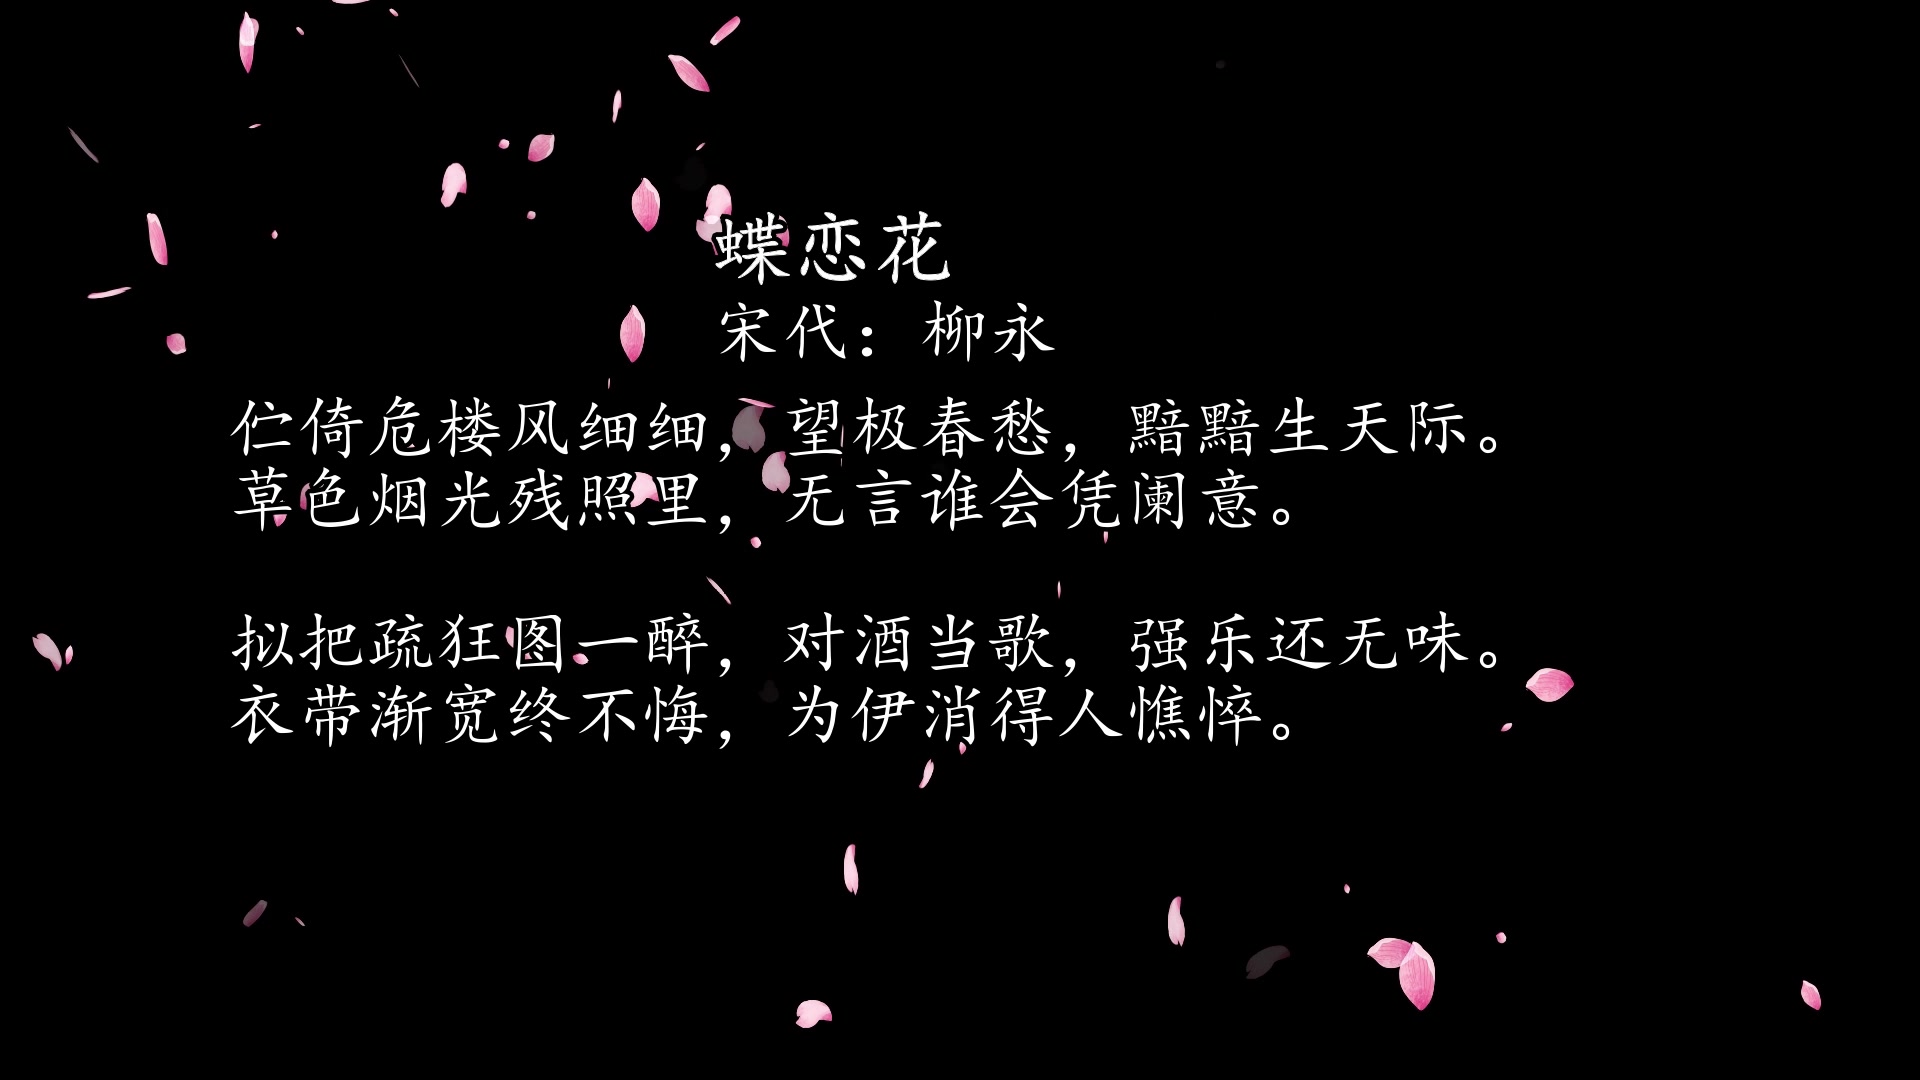 蝶恋花
宋代：柳永
伫倚危楼风细细，望极春愁，黯黯生天际。
草色烟光残照里，无言谁会凭阑意。
拟把疏狂图一醉，对酒当歌，强乐还无味。
衣带渐宽终不悔，为伊消得人憔悴。